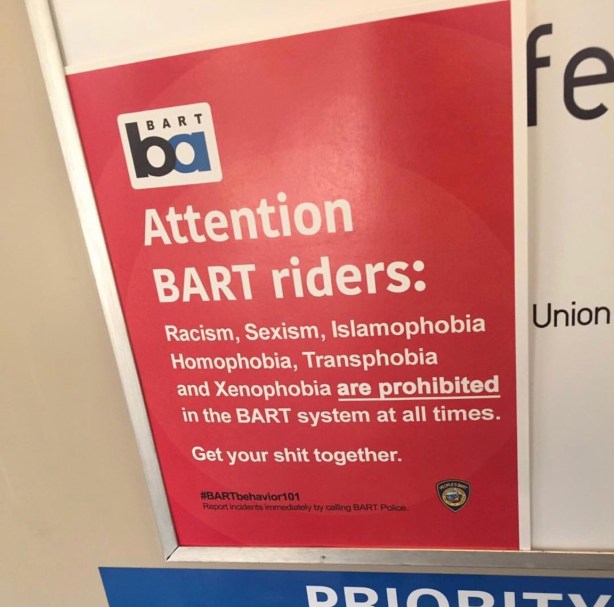 BART
ba
Attention
BART riders:
Racism, Sexism, Islamophobia
Homophobia, Transphobia
and Xenophobia are prohibited
in the BART system at all times.
Get your shit together.
#BARTbehavior101
Report incidents immediately by calling BART Police.
fe
Union
PRIORITY